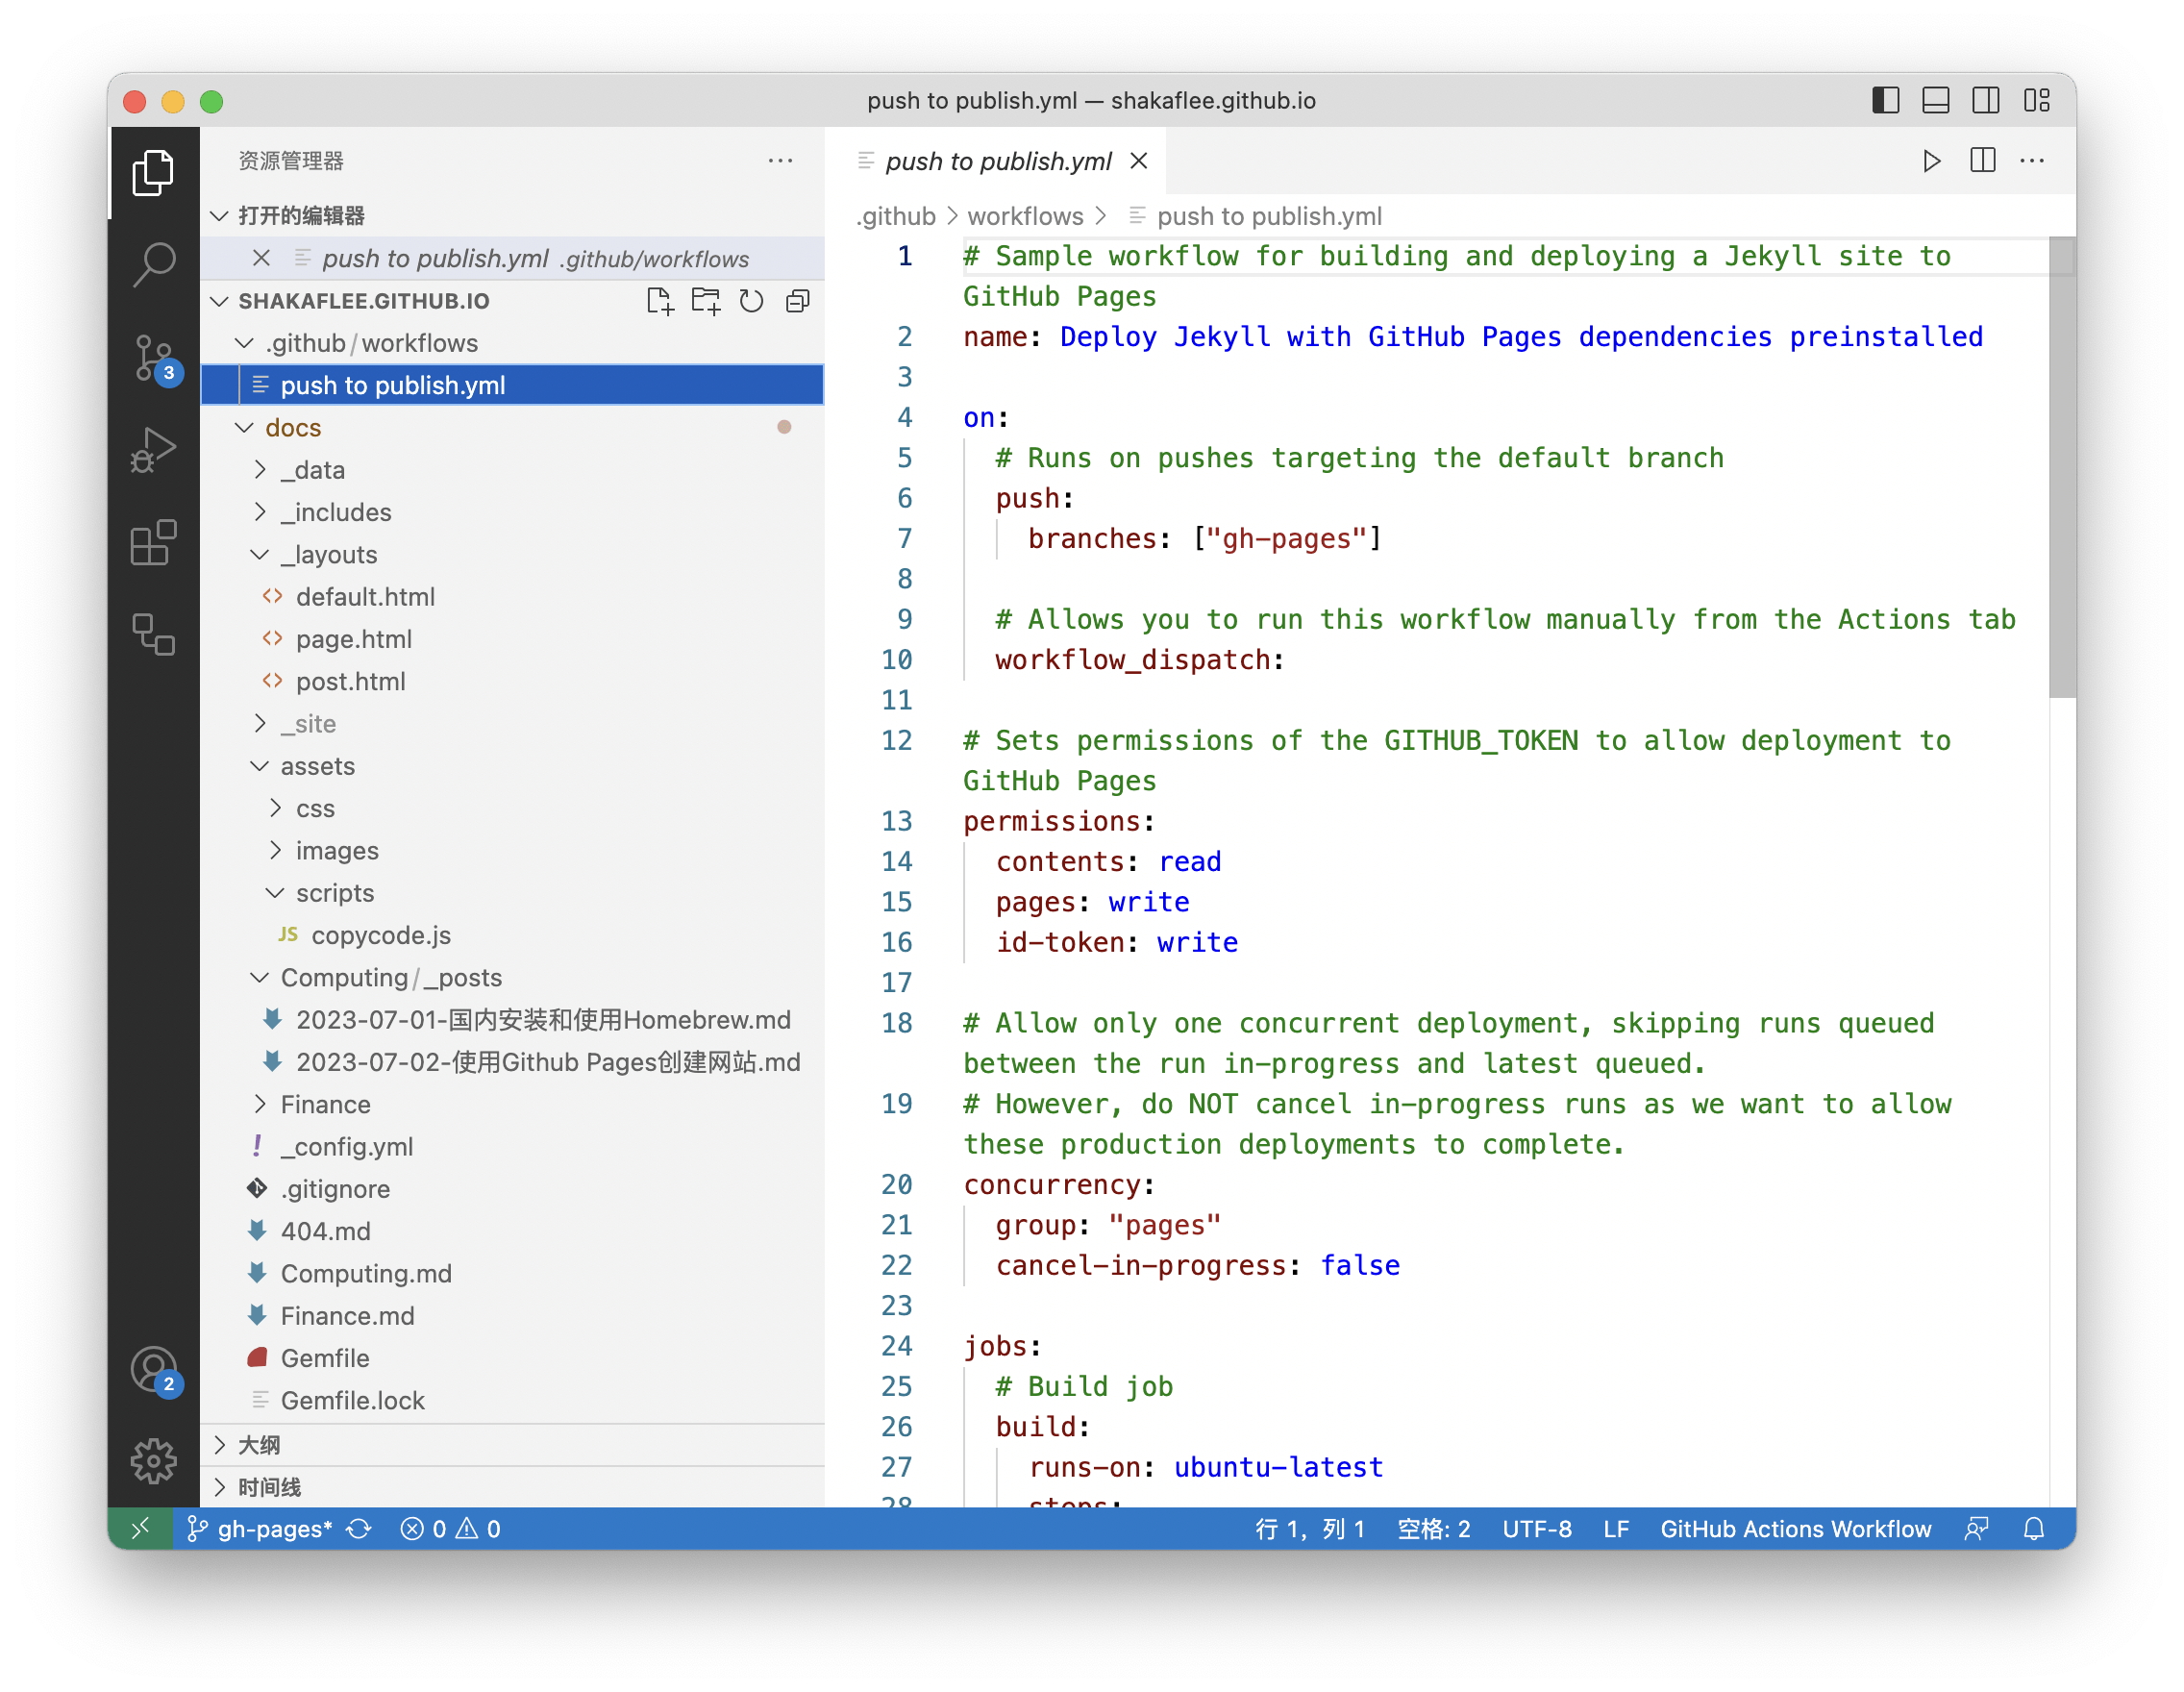 push to publish.yml — shakaflee.github.io
资源管理器
打开的编辑器
push to publish.yml .github/workflows
SHAKAFLEE.GITHUB.IO
.github/workflows
push to publish.yml
docs
_data
_includes
_layouts
default.html
page.html
post.html
_site
assets
css
images
scripts
JS copycode.js
Computing/_posts
2023-07-01-国内安装和使用Homebrew.md
2023-07-02-使用Github Pages创建网站.md
Finance
! _config.yml
.gitignore
404.md
Computing.md
Finance.md
Gemfile
Gemfile.lock
大纲
时间线
3
2
push to publish.yml
.github > workflows > push to publish.yml
1 # Sample workflow for building and deploying a Jekyll site to
GitHub Pages
2 name: Deploy Jekyll with GitHub Pages dependencies preinstalled
3
4 on:
5 # Runs on pushes targeting the default branch
6 push:
7 branches: ["gh-pages"]
8
9 # Allows you to run this workflow manually from the Actions tab
10 workflow_dispatch:
11
12 # Sets permissions of the GITHUB_TOKEN to allow deployment to
GitHub Pages
13 permissions:
14 contents: read
15 pages: write
16 id-token: write
17
18 # Allow only one concurrent deployment, skipping runs queued
between the run in-progress and latest queued.
19 # However, do NOT cancel in-progress runs as we want to allow
these production deployments to complete.
20 concurrency:
21 group: "pages"
22 cancel-in-progress: false
23
24 jobs:
25 # Build job
26 build:
27 runs-on: ubuntu-latest
28 steps:
gh-pages* 0 0 行 1，列 1 空格: 2 UTF-8 LF GitHub Actions Workflow